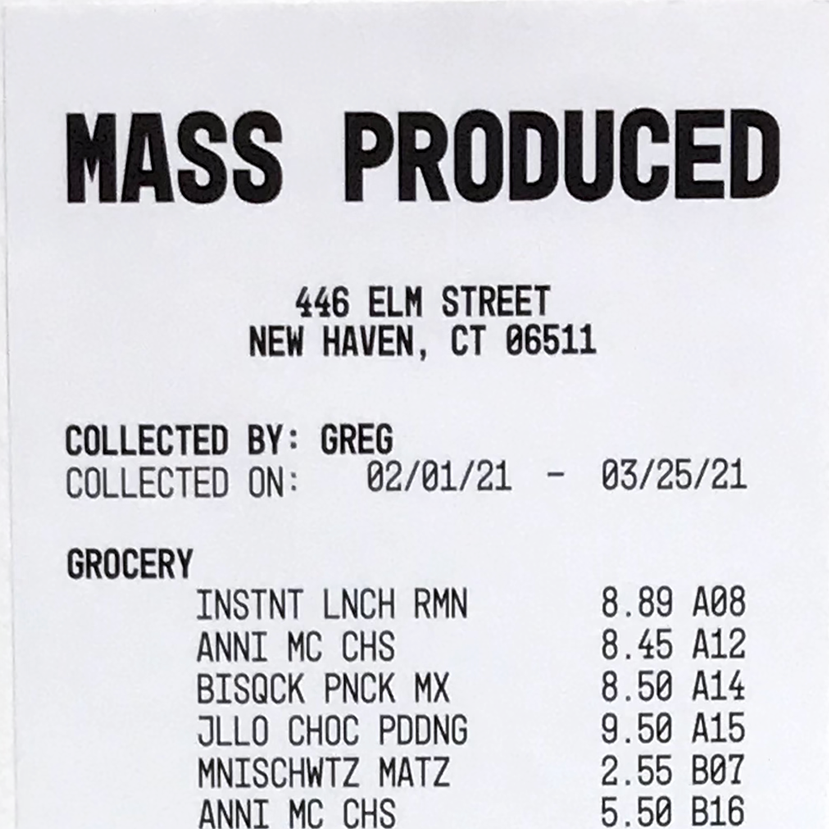 MASS PRODUCED
446 ELM STREET
NEW HAVEN, CT 06511
COLLECTED BY: GREG
COLLECTED ON: 02/01/21 - 03/25/21
GROCERY
INSTNT LNCH RMN 8.89 A08
ANNI MC CHS 8.45 A12
BISQCK PNCK MX 8.50 A14
JLLO CHOC PDDNG 9.50 A15
MNISCHWTZ MATZ 2.55 B07
ANNI MC CHS 5.50 B16